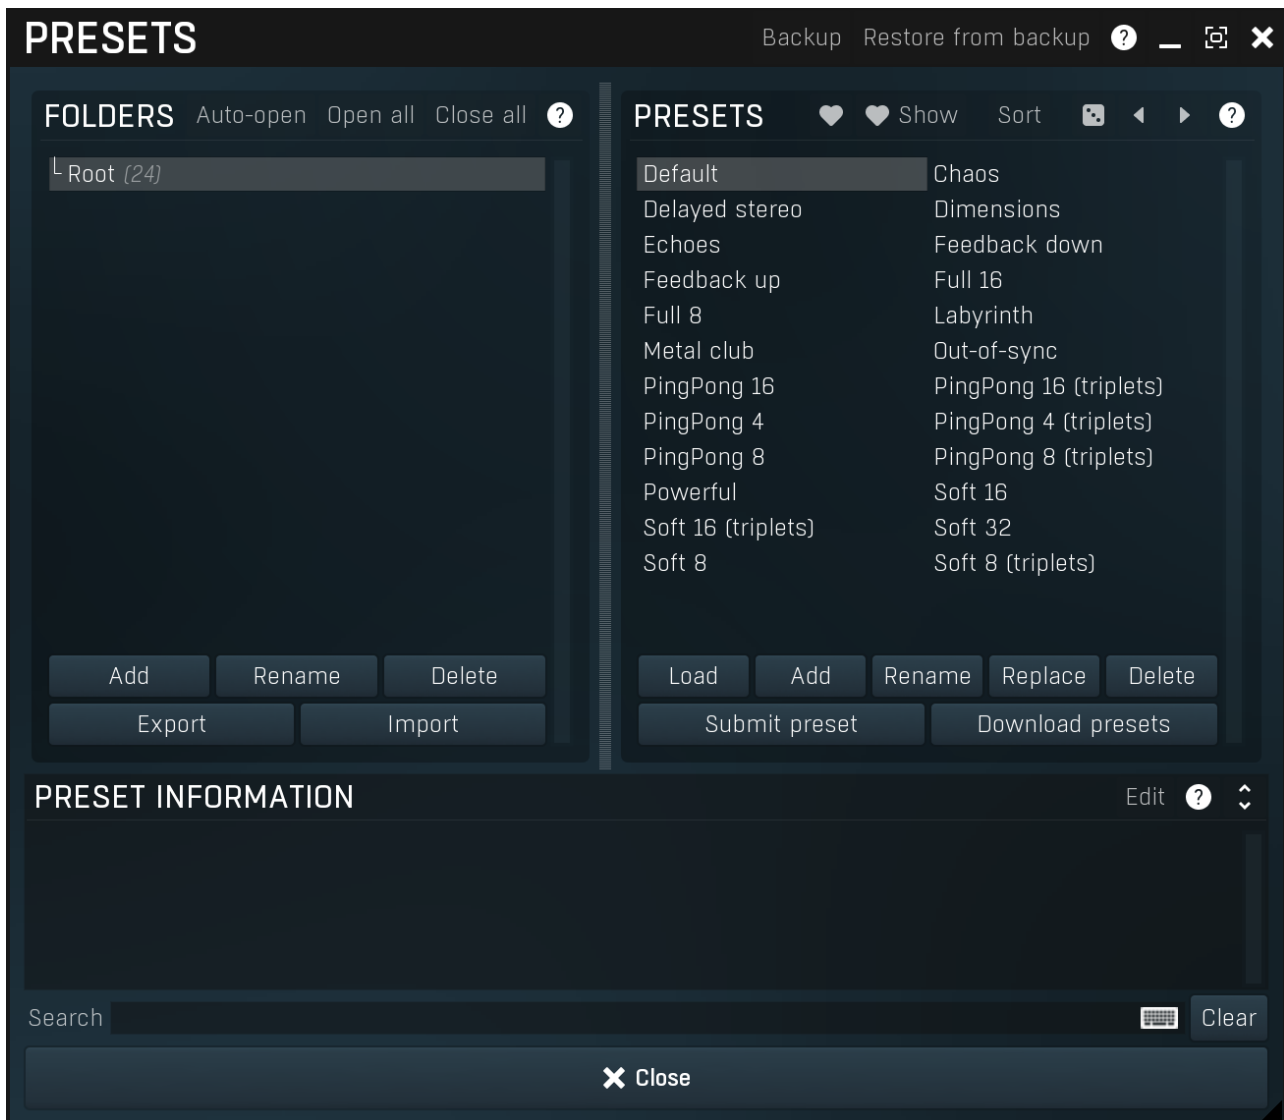 PRESETS Backup Restore from backup ?
FOLDERS Auto-open Open all Close all ?
Root (24)
Add Rename Delete
Export Import
PRESETS Show Sort ?
Default Chaos
Delayed stereo Dimensions
Echoes Feedback down
Feedback up Full 16
Full 8 Labyrinth
Metal club Out-of-sync
PingPong 16 PingPong 16 (triplets)
PingPong 4 PingPong 4 (triplets)
PingPong 8 PingPong 8 (triplets)
Powerful Soft 16
Soft 16 (triplets) Soft 32
Soft 8 Soft 8 (triplets)
Load Add Rename Replace Delete
Submit preset Download presets
PRESET INFORMATION Edit ?
Search Clear
Close